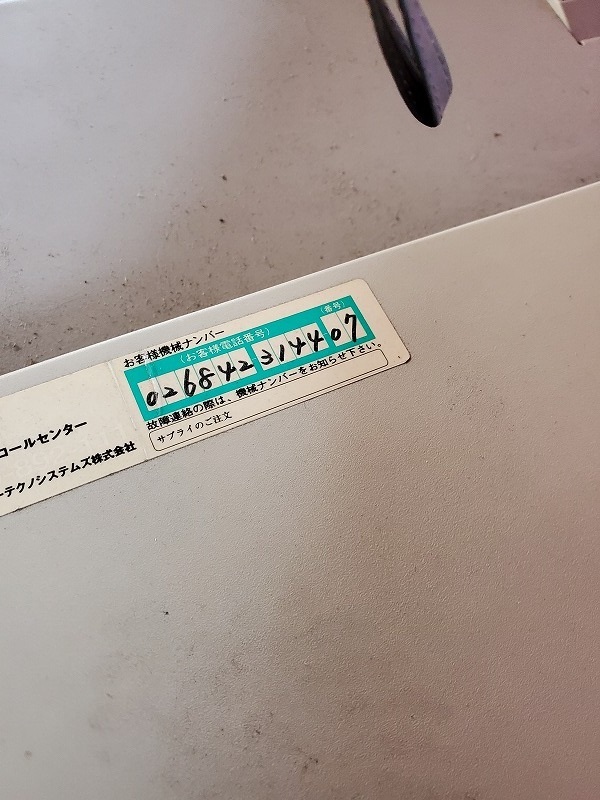 お客様機械ナンバー
(お客様電話番号) (番号)
026842314407
故障連絡の際は、機械ナンバーをお知らせ下さい。
サプライのご注文
コールセンター
テクノシステムズ株式会社